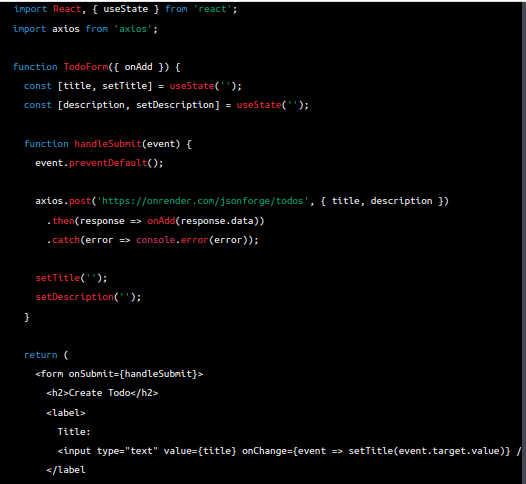 import React, { useState } from 'react';
import axios from 'axios';
function TodoForm({ onAdd }) {
const [title, setTitle] = useState('');
const [description, setDescription] = useState('');
function handleSubmit(event) {
event.preventDefault();
axios.post('https://onrender.com/jsonforge/todos', { title, description })
.then(response => onAdd(response.data))
.catch(error => console.error(error));
setTitle('');
setDescription('');
}
return (
<form onSubmit={handleSubmit}>
<h2>Create Todo</h2>
<label>
Title:
<input type="text" value={title} onChange={event => setTitle(event.target.value)} /
</label